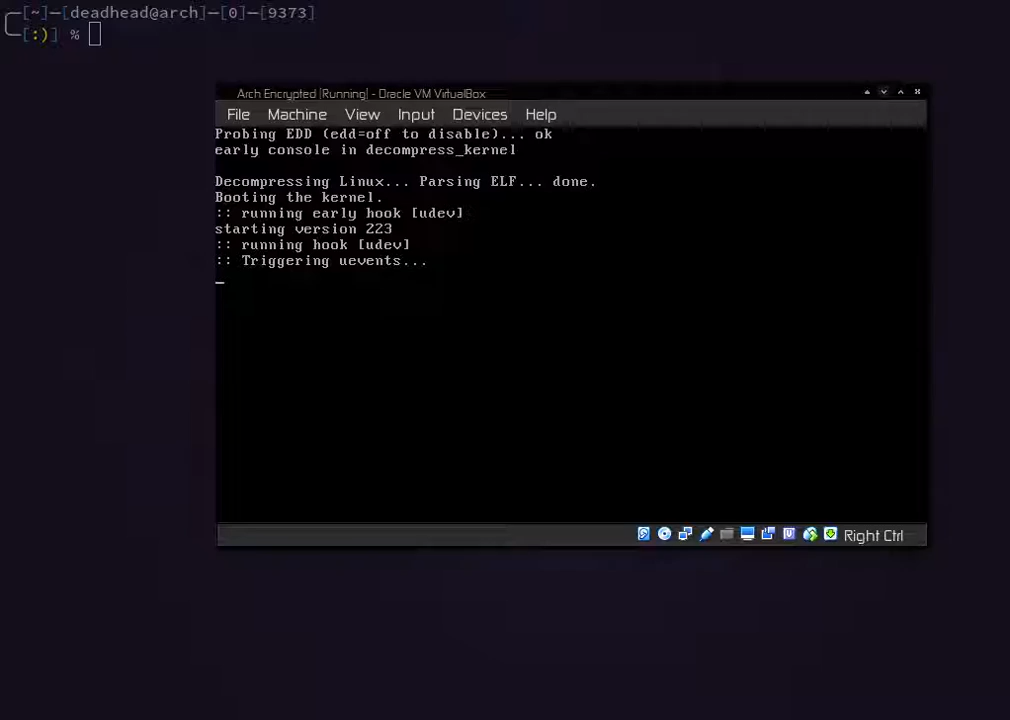 [~]—[deadhead@arch]—[0]—[9373]
[:)] %
Arch Encrypted [Running] - Oracle VM VirtualBox
File Machine View Input Devices Help
Probing EDD (edd=off to disable)... ok
early console in decompress_kernel
Decompressing Linux... Parsing ELF... done.
Booting the kernel.
:: running early hook [udev]
starting version 223
:: running hook [udev]
:: Triggering uevents...
Right Ctrl